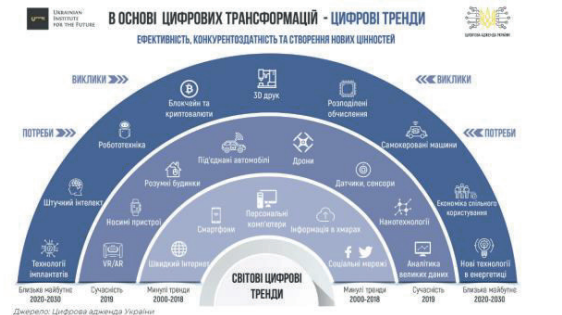 UKRAINIAN
INSTITUTE
FOR THE FUTURE
В ОСНОВІ ЦИФРОВИХ ТРАНСФОРМАЦІЙ - ЦИФРОВІ ТРЕНДИ
ЕФЕКТИВНІСТЬ, КОНКУРЕНТОЗДАТНІСТЬ ТА СТВОРЕННЯ НОВИХ ЦІННОСТЕЙ
ЦИФРОВА АДЖЕНДА УКРАЇНИ
ВИКЛИКИ
ВИКЛИКИ
ПОТРЕБИ
ПОТРЕБИ
3D друк
Блокчейн та
криптовалюти
Розподілені
обчислення
Робототехніка
Самокеровані машини
Штучний інтелект
Економіка спільного
користування
Технології
імплантетів
Нові технології
в енергетиці
Під'єднані автомобілі
Дрони
Розумні будинки
Датчики, сенсори
Носимі пристрої
Нанотехнології
VR/AR
Аналітика
великих даних
Персональні
комп'ютери
Смартфони
Інформація в хмарах
Швидкий Інтернет
Соціальні мережі
СВІТОВІ ЦИФРОВІ
ТРЕНДИ
Близьке майбутнє
2020-2030
Сучасність
2019
Минулі тренди
2000-2018
Минулі тренди
2000-2018
Сучасність
2019
Близьке майбутнє
2020-2030
Джерело: Цифрова адженда України